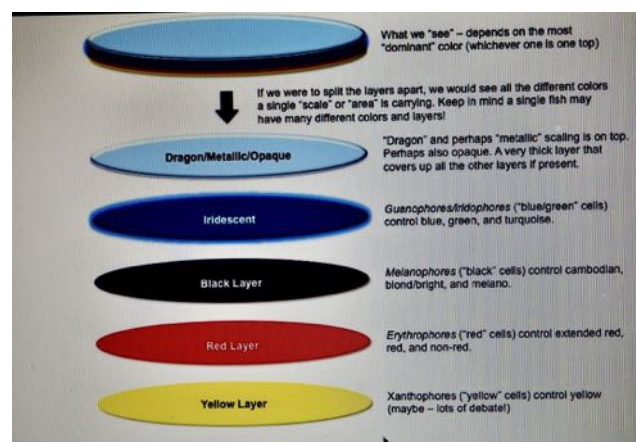 What we "see" – depends on the most
"dominant" color (whichever one is one top)
If we were to split the layers apart, we would see all the different colors
a single "scale" or "area" is carrying. Keep in mind a single fish may
have many different colors and layers!
Dragon/Metallic/Opaque
"Dragon" and perhaps "metallic" scaling is on top.
Perhaps also opaque. A very thick layer that
covers up all the other layers if present.
Iridescent
Guanophores/Iridophores ("blue/green" cells)
control blue, green, and turquoise.
Black Layer
Melanophores ("black" cells) control cambodian,
blond/bright, and melano.
Red Layer
Erythrophores ("red" cells) control extended red,
red, and non-red.
Yellow Layer
Xanthophores ("yellow" cells) control yellow
(maybe – lots of debate!)